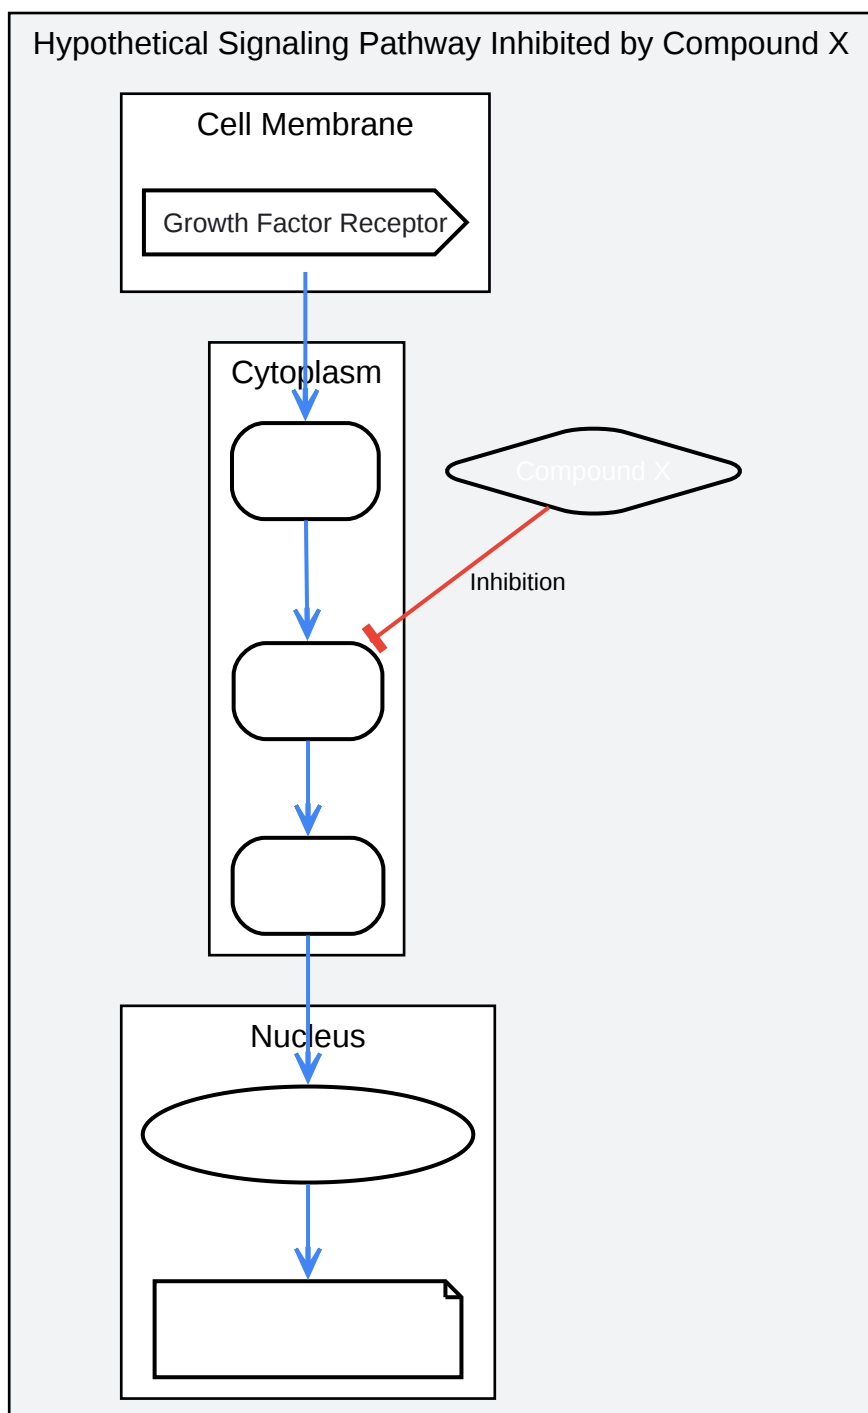 Hypothetical Signaling Pathway Inhibited by Compound X
Cell Membrane
Growth Factor Receptor
Cytoplasm
Compound X
Inhibition
Nucleus